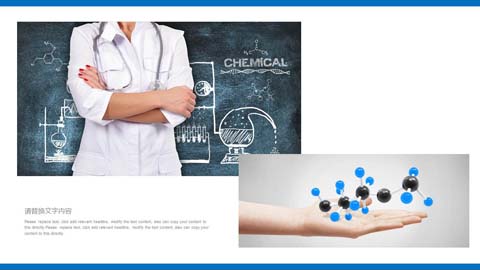 CHEMICAL
请替换文字内容
Please replace text, click add relevant headline, modify the text content, also can copy your content to
this directly.Please replace text, click add relevant headline, modify the text content, also can copy your
content to this directly.